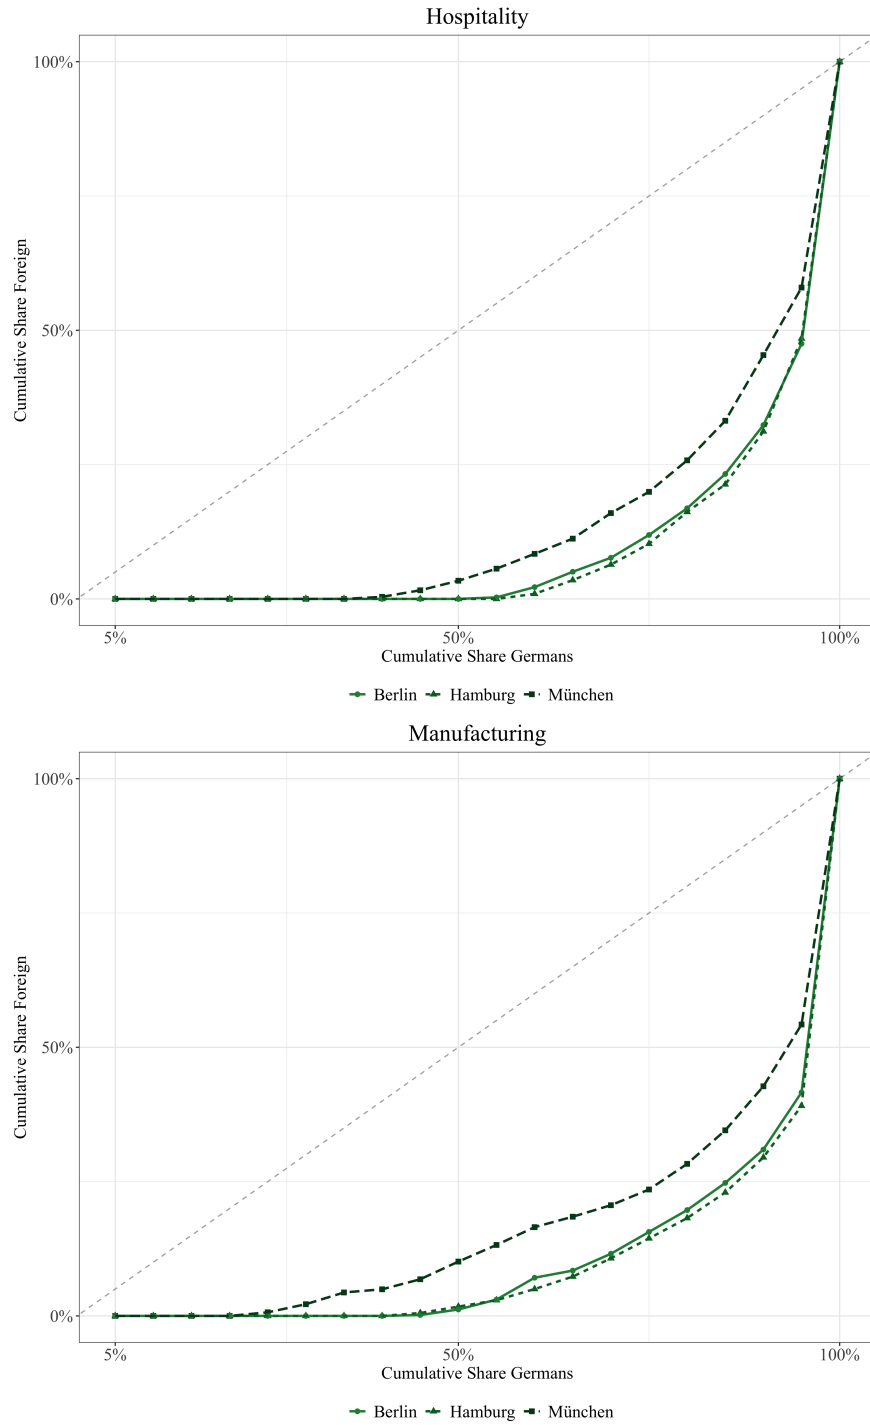 Hospitality
Cumulative Share Foreign
100%
50%
0%
5% 50% 100%
Cumulative Share Germans
Berlin Hamburg München
Manufacturing
Cumulative Share Foreign
100%
50%
0%
5% 50% 100%
Cumulative Share Germans
Berlin Hamburg München